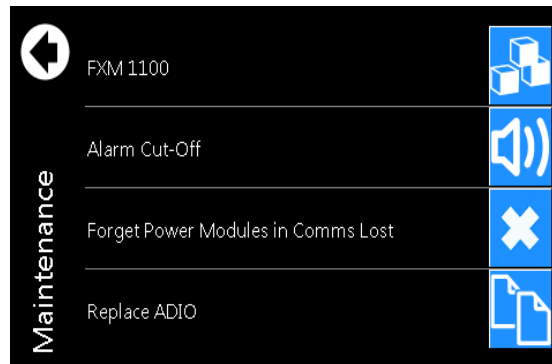 FXM 1100
Alarm Cut-Off
Forget Power Modules in Comms Lost
Replace ADIO
Maintenance